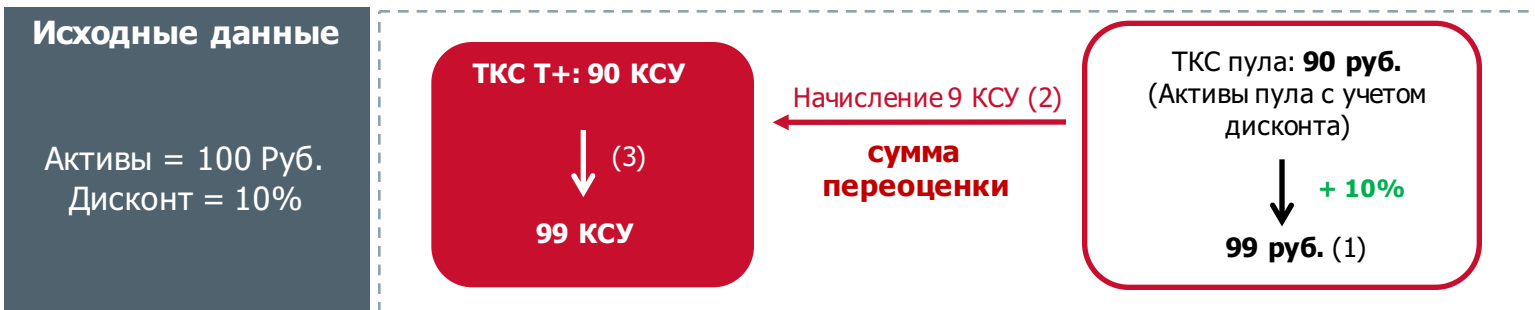 Исходные данные
Активы = 100 Руб.
Дисконт = 10%
ТКС Т+: 90 КСУ
(3)
99 КСУ
Начисление 9 КСУ (2)
сумма
переоценки
ТКС пула: 90 руб.
(Активы пула с учетом
дисконта)
+ 10%
99 руб. (1)